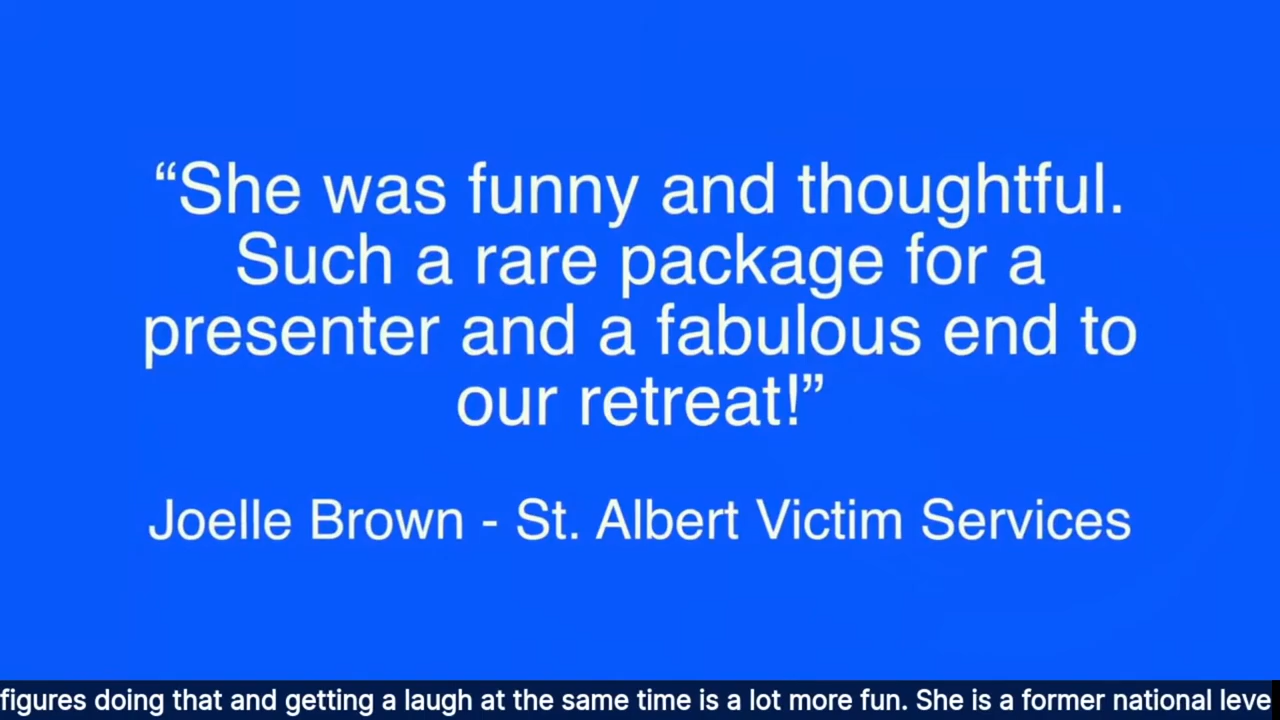 “She was funny and thoughtful.
Such a rare package for a
presenter and a fabulous end to
our retreat!”
Joelle Brown - St. Albert Victim Services
figures doing that and getting a laugh at the same time is a lot more fun. She is a former national leve